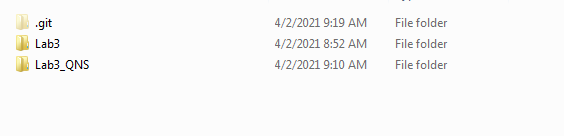 .git 4/2/2021 9:19 AM File folder
Lab3 4/2/2021 8:52 AM File folder
Lab3_QNS 4/2/2021 9:10 AM File folder